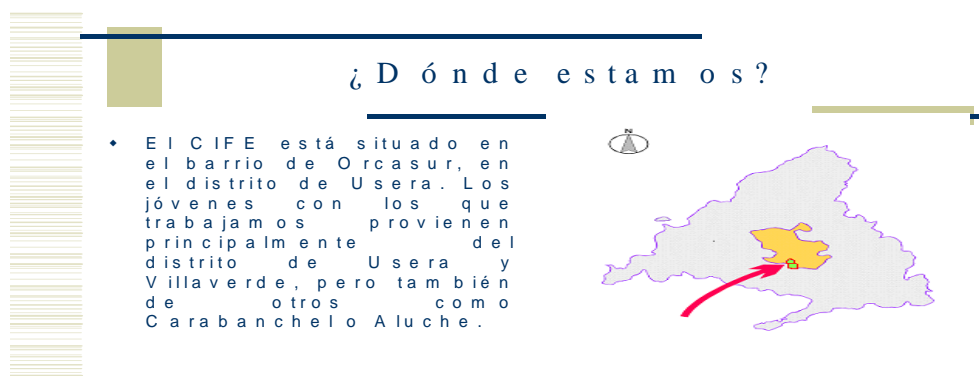 ¿Dónde estamos?
El CIFE está situado en
el barrio de Orcasur, en
el distrito de Usera. Los
jóvenes con los que
trabajamos provienen
principalmente del
distrito de Usera y
Villaverde, pero también
de otros como
Carabanchel o Aluche.
N